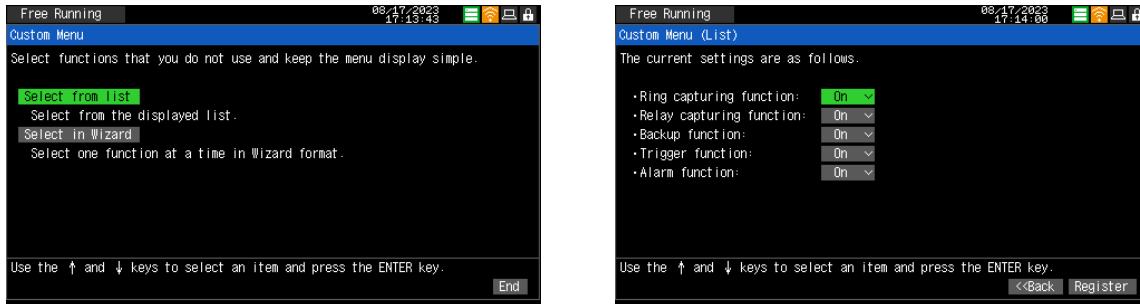 Free Running
08/17/2023
17:13:43
Custom Menu
Select functions that you do not use and keep the menu display simple.
Select from list
Select from the displayed list.
Select in Wizard
Select one function at a time in Wizard format.
Use the ↑ and ↓ keys to select an item and press the ENTER key.
End
Free Running
08/17/2023
17:14:00
Custom Menu (List)
The current settings are as follows.
・Ring capturing function: On
・Relay capturing function: On
・Backup function: On
・Trigger function: On
・Alarm function: On
Use the ↑ and ↓ keys to select an item and press the ENTER key.
<<Back Register